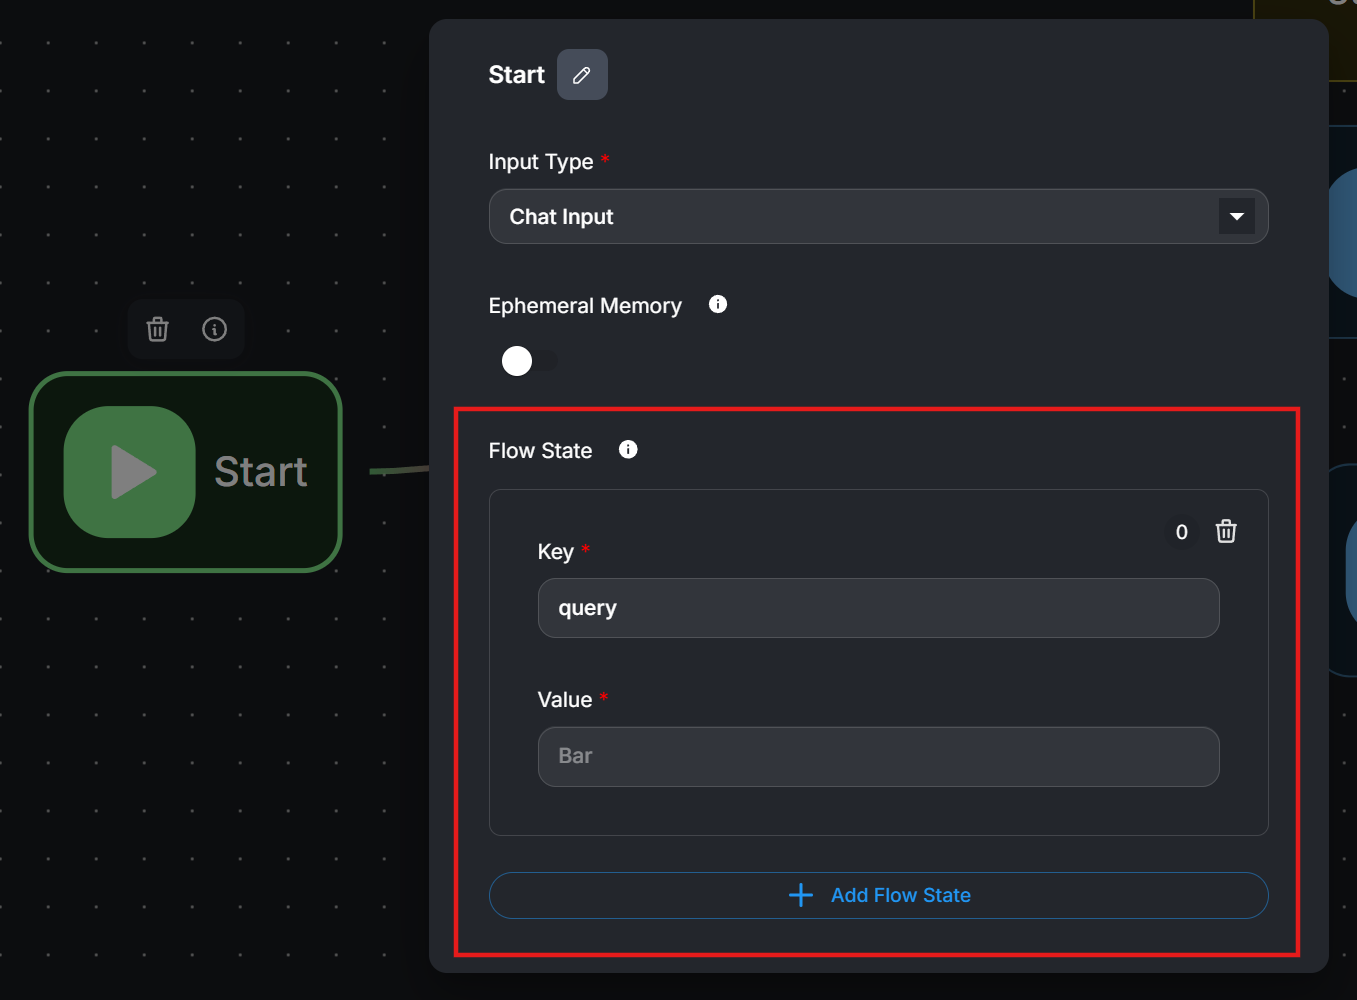 Start
Input Type *
Chat Input
Ephemeral Memory
Start
Flow State
0
Key *
query
Value *
Bar
Add Flow State